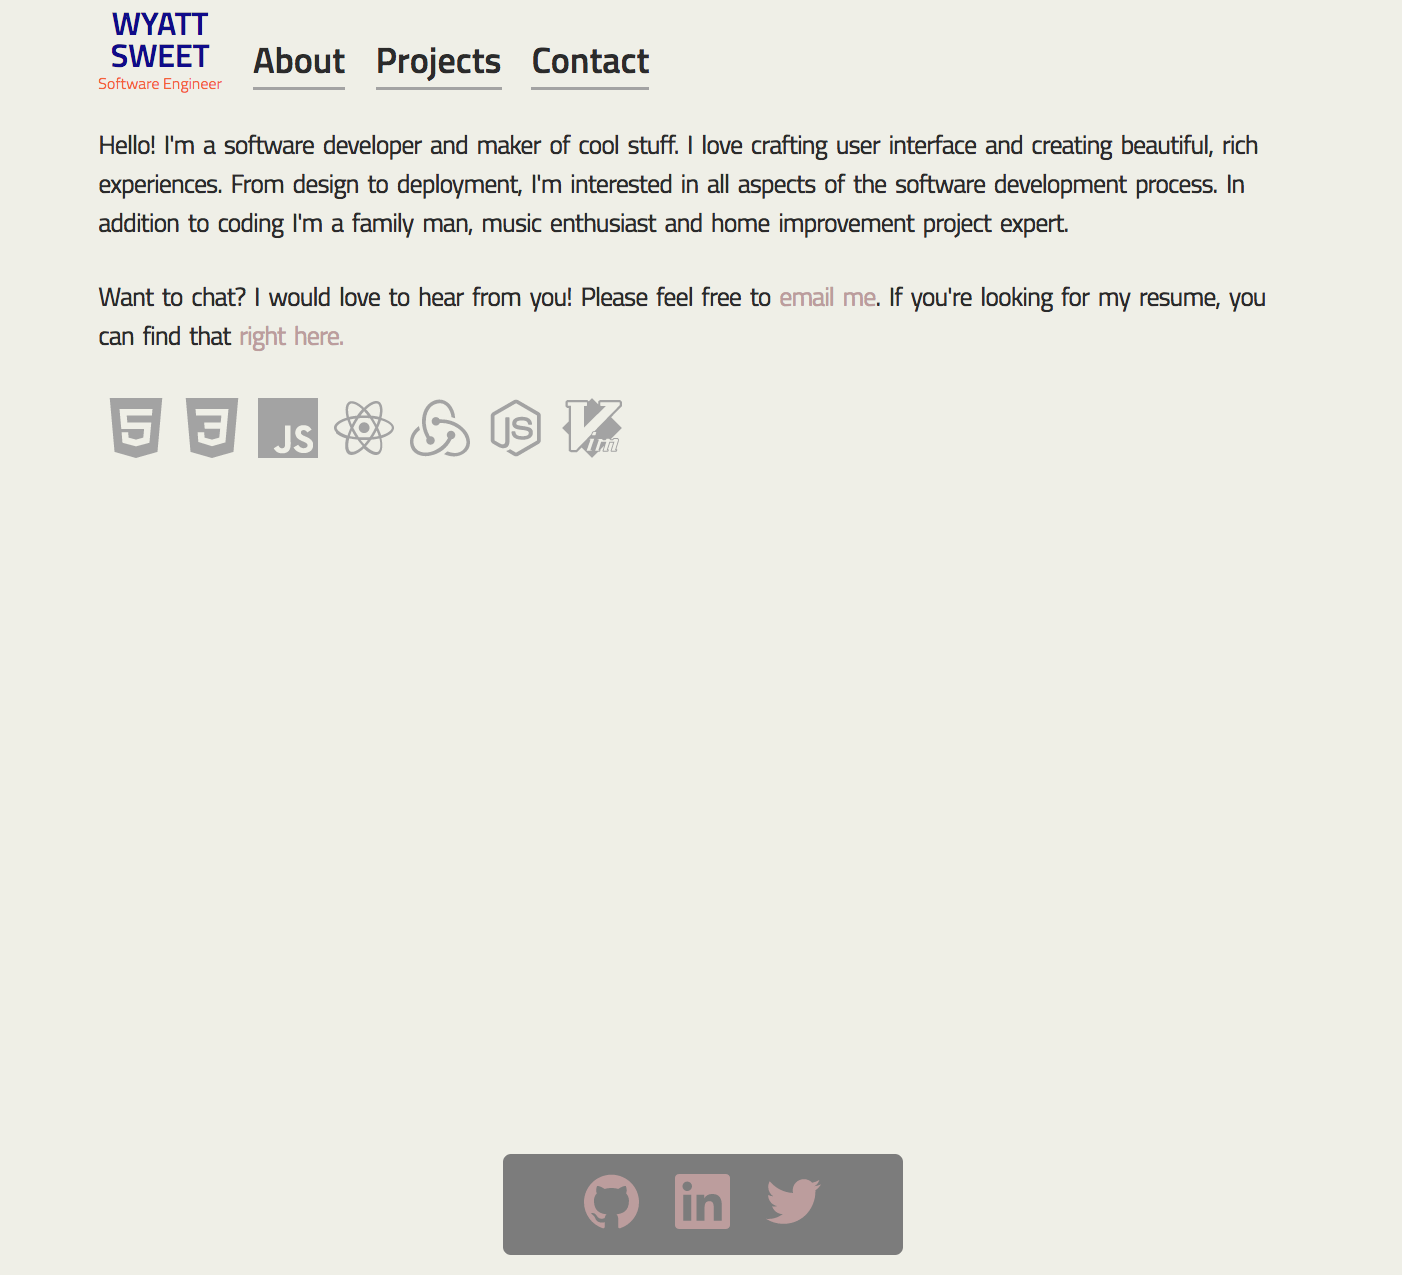 WYATT
SWEET
Software Engineer
About Projects Contact
Hello! I'm a software developer and maker of cool stuff. I love crafting user interface and creating beautiful, rich
experiences. From design to deployment, I'm interested in all aspects of the software development process. In
addition to coding I'm a family man, music enthusiast and home improvement project expert.
Want to chat? I would love to hear from you! Please feel free to email me. If you're looking for my resume, you
can find that right here.
5 3 JS JS Vim
in